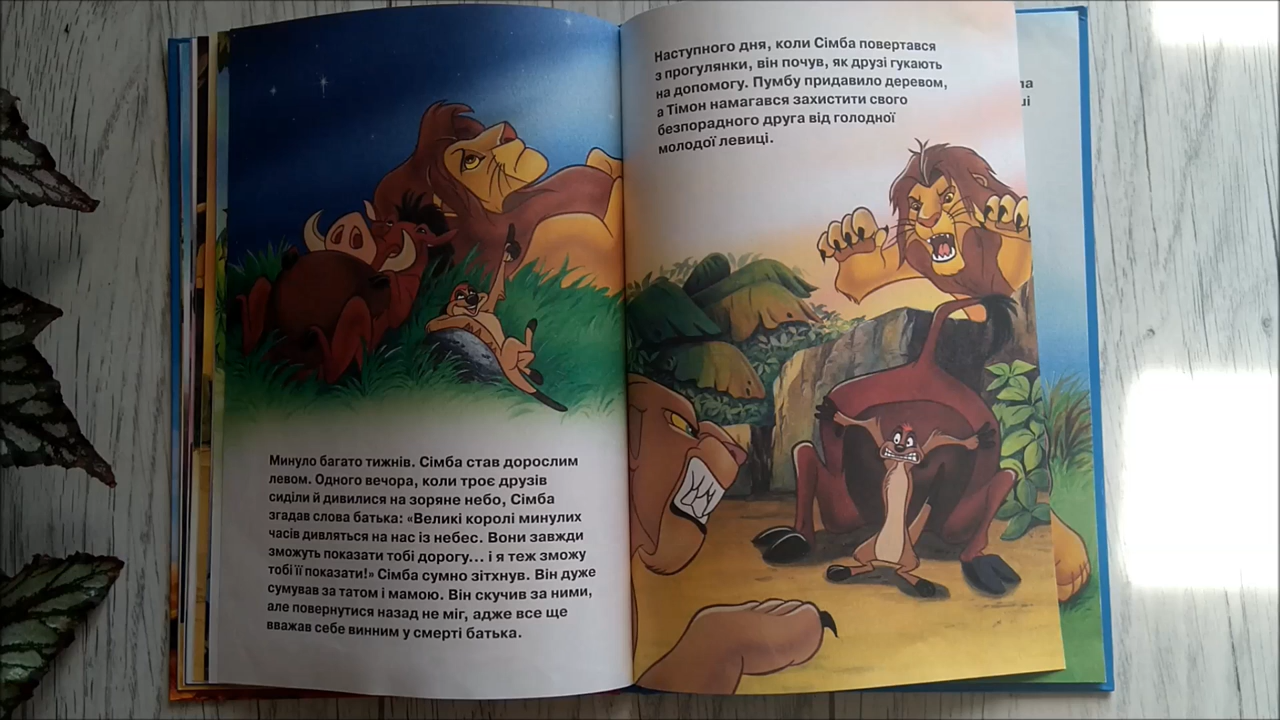 Минуло багато тижнів. Сімба став дорослим
левом. Одного вечора, коли троє друзів
сиділи й дивилися на зоряне небо, Сімба
згадав слова батька: «Великі королі минулих
часів дивляться на нас із небес. Вони завжди
зможуть показати тобі дорогу... і я теж зможу
тобі її показати!» Сімба сумно зітхнув. Він дуже
сумував за татом і мамою. Він скучив за ними,
але повернутися назад не міг, адже все ще
вважав себе винним у смерті батька.
Наступного дня, коли Сімба повертався
з прогулянки, він почув, як друзі гукають
на допомогу. Пумбу придавило деревом,
а Тімон намагався захистити свого
безпорадного друга від голодної
молодої левиці.